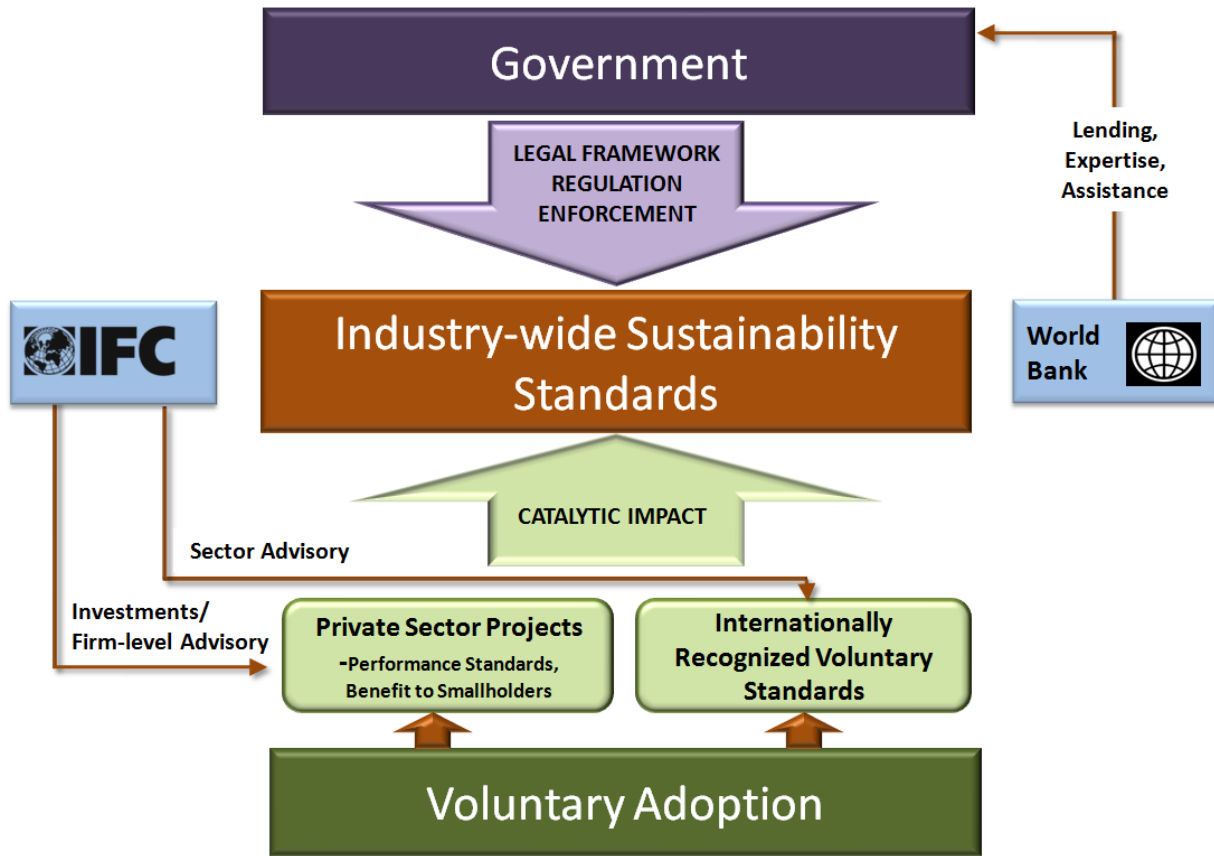 Government
LEGAL FRAMEWORK
REGULATION
ENFORCEMENT
Lending,
Expertise,
Assistance
IFC
Industry-wide Sustainability
Standards
World
Bank
CATALYTIC IMPACT
Sector Advisory
Investments/
Firm-level Advisory
Private Sector Projects
-Performance Standards,
Benefit to Smallholders
Internationally
Recognized Voluntary
Standards
Voluntary Adoption